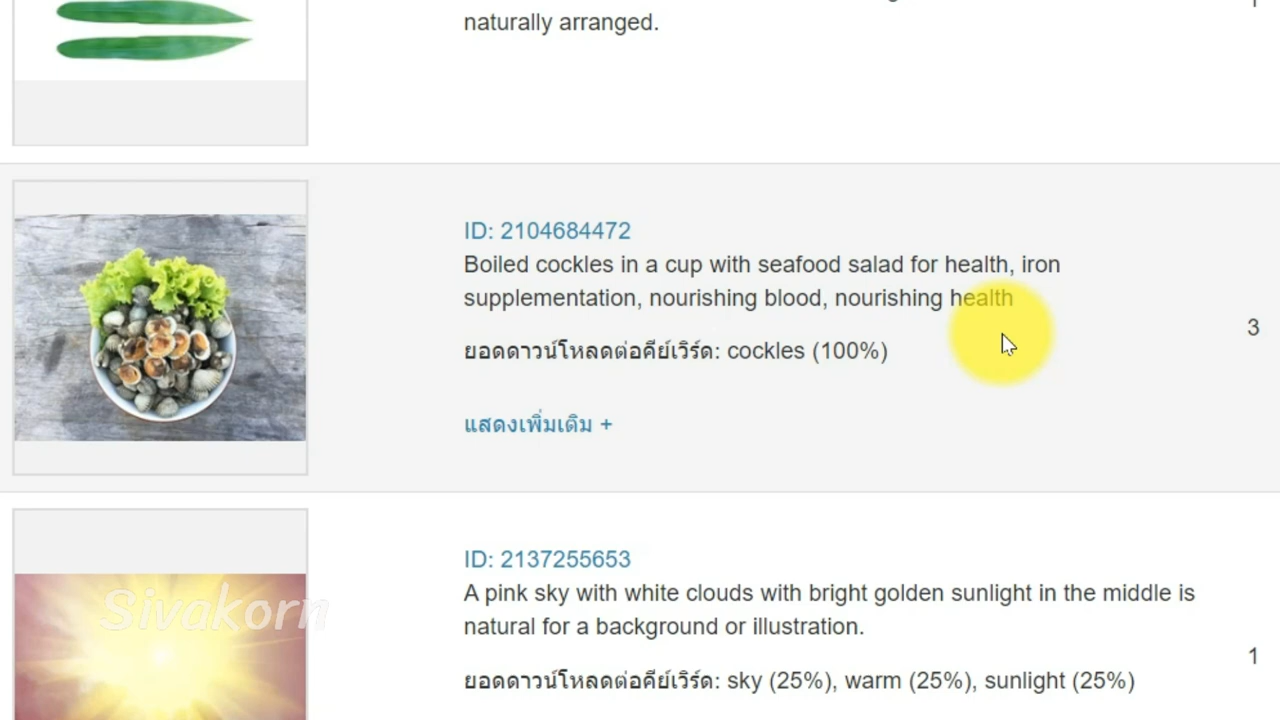 naturally arranged.
ID: 2104684472
Boiled cockles in a cup with seafood salad for health, iron
supplementation, nourishing blood, nourishing health
3
ยอดดาวน์โหลดต่อคีย์เวิร์ด: cockles (100%)
แสดงเพิ่มเติม +
ID: 2137255653
A pink sky with white clouds with bright golden sunlight in the middle is
natural for a background or illustration.
1
ยอดดาวน์โหลดต่อคีย์เวิร์ด: sky (25%), warm (25%), sunlight (25%)
Sivakorn